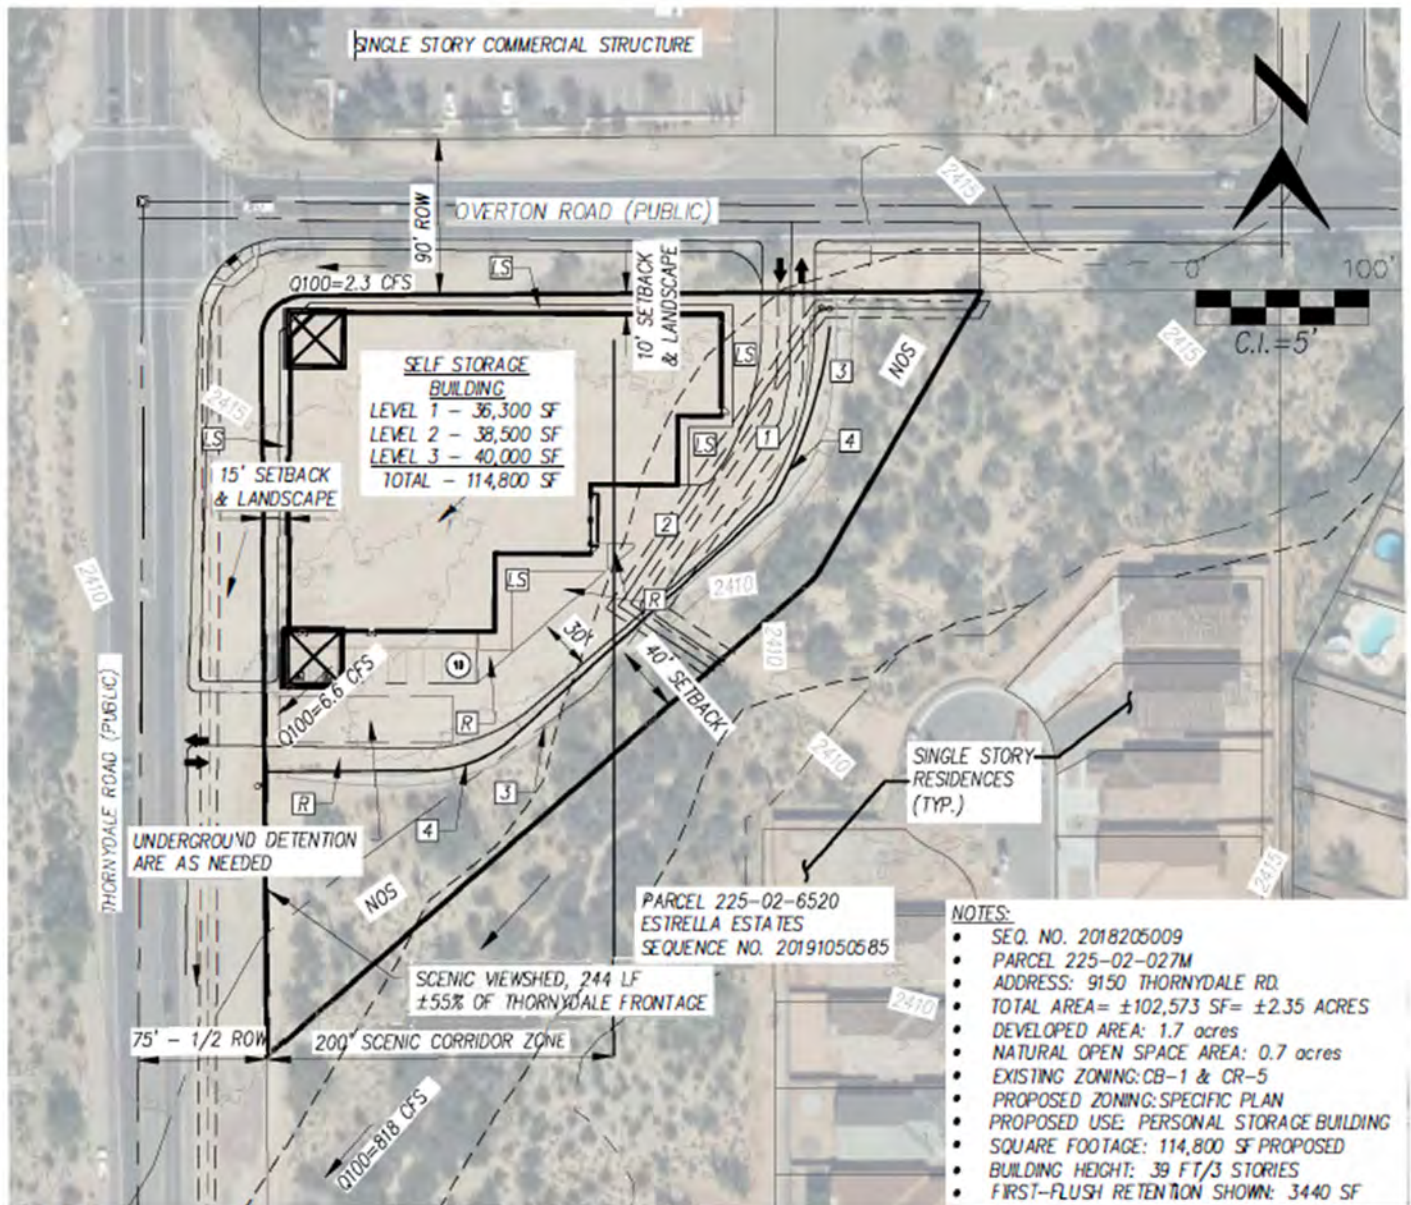 SINGLE STORY COMMERCIAL STRUCTURE
N
2415
90' ROW
OVERTON ROAD (PUBLIC)
10' SETBACK
& LANDSCAPE
LS
Q100=2.3 CFS
0'
100'
C.I.=5'
2415
SELF STORAGE
BUILDING
LEVEL 1 - 36,300 SF
LEVEL 2 - 38,500 SF
LEVEL 3 - 40,000 SF
TOTAL - 114,800 SF
LS
3
NOS
2415
LS
15' SETBACK
& LANDSCAPE
LS
1
4
2
2410
LS
R
2410
2410
30'
40' SETBACK
10
Q100=6.6 CFS
R
2410
THORNYDALE ROAD (PUBLIC)
SINGLE STORY
RESIDENCES
(TYP.)
R
3
4
UNDERGROUND DETENTION
ARE AS NEEDED
NOS
2415
PARCEL 225-02-6520
ESTRELLA ESTATES
SEQUENCE NO. 20191050585
SCENIC VIEWSHED, 244 LF
±55% OF THORNYDALE FRONTAGE
2410
75' - 1/2 ROW
200' SCENIC CORRIDOR ZONE
Q100=818 CFS
NOTES:
• SEQ. NO. 2018205009
• PARCEL 225-02-027M
• ADDRESS: 9150 THORNYDALE RD.
• TOTAL AREA= ±102,573 SF= ±2.35 ACRES
• DEVELOPED AREA: 1.7 acres
• NATURAL OPEN SPACE AREA: 0.7 acres
• EXISTING ZONING: CB-1 & CR-5
• PROPOSED ZONING: SPECIFIC PLAN
• PROPOSED USE: PERSONAL STORAGE BUILDING
• SQUARE FOOTAGE: 114,800 SF PROPOSED
• BUILDING HEIGHT: 39 FT/3 STORIES
• FIRST-FLUSH RETENTION SHOWN: 3440 SF